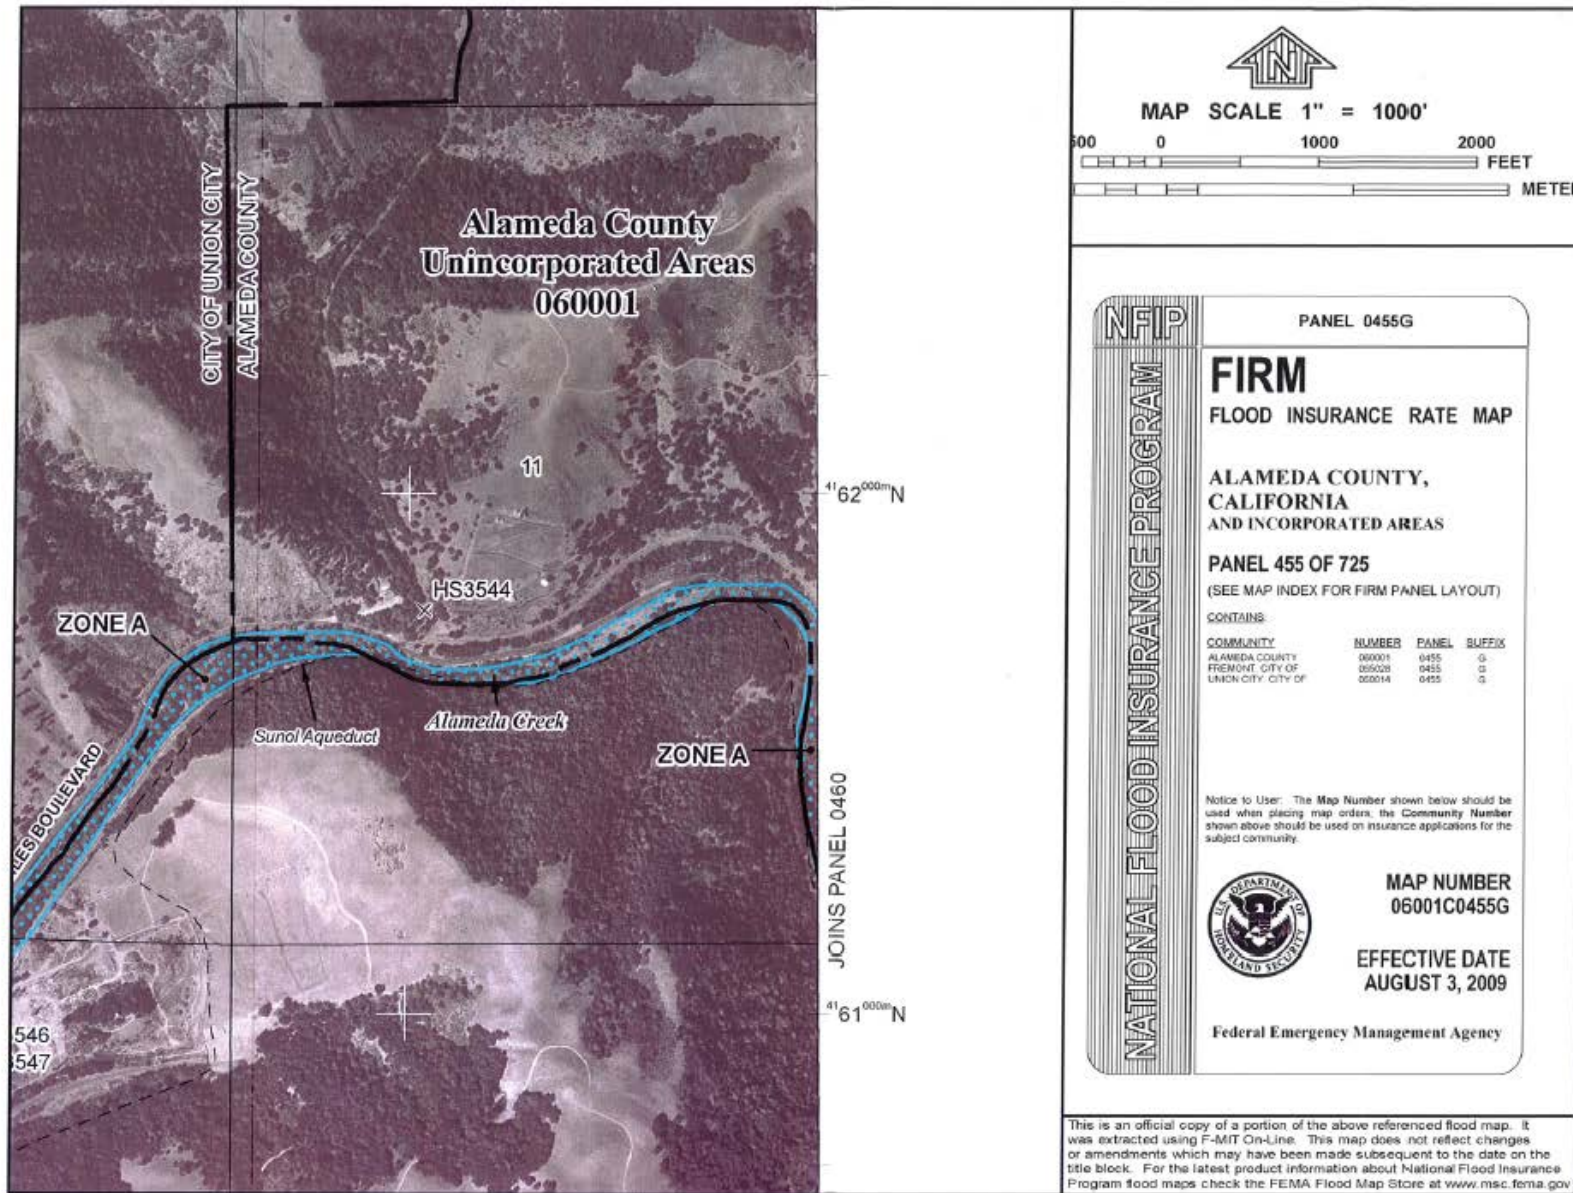 CITY OF UNION CITY
ALAMEDA COUNTY
Alameda County
Unincorporated Areas
060001
11
4162000mN
HS3544
ZONE A
Sunol Aqueduct
Alameda Creek
ZONE A
LES BOULEVARD
JOINS PANEL 0460
4161000mN
546
547
N
MAP SCALE 1" = 1000'
500 0 1000 2000
FEET
METE
NFIP
NATIONAL FLOOD INSURANCE PROGRAM
PANEL 0455G
FIRM
FLOOD INSURANCE RATE MAP
ALAMEDA COUNTY,
CALIFORNIA
AND INCORPORATED AREAS
PANEL 455 OF 725
(SEE MAP INDEX FOR FIRM PANEL LAYOUT)
CONTAINS:
COMMUNITY NUMBER PANEL SUFFIX
ALAMEDA COUNTY 060001 0455 G
FREMONT, CITY OF 065028 0455 G
UNION CITY, CITY OF 060014 0455 G
Notice to User: The Map Number shown below should be
used when placing map orders, the Community Number
shown above should be used on insurance applications for the
subject community.
U.S. DEPARTMENT OF
HOMELAND SECURITY
MAP NUMBER
06001C0455G
EFFECTIVE DATE
AUGUST 3, 2009
Federal Emergency Management Agency
This is an official copy of a portion of the above referenced flood map. It
was extracted using F-MIT On-Line. This map does not reflect changes
or amendments which may have been made subsequent to the date on the
title block. For the latest product information about National Flood Insurance
Program flood maps check the FEMA Flood Map Store at www.msc.fema.gov